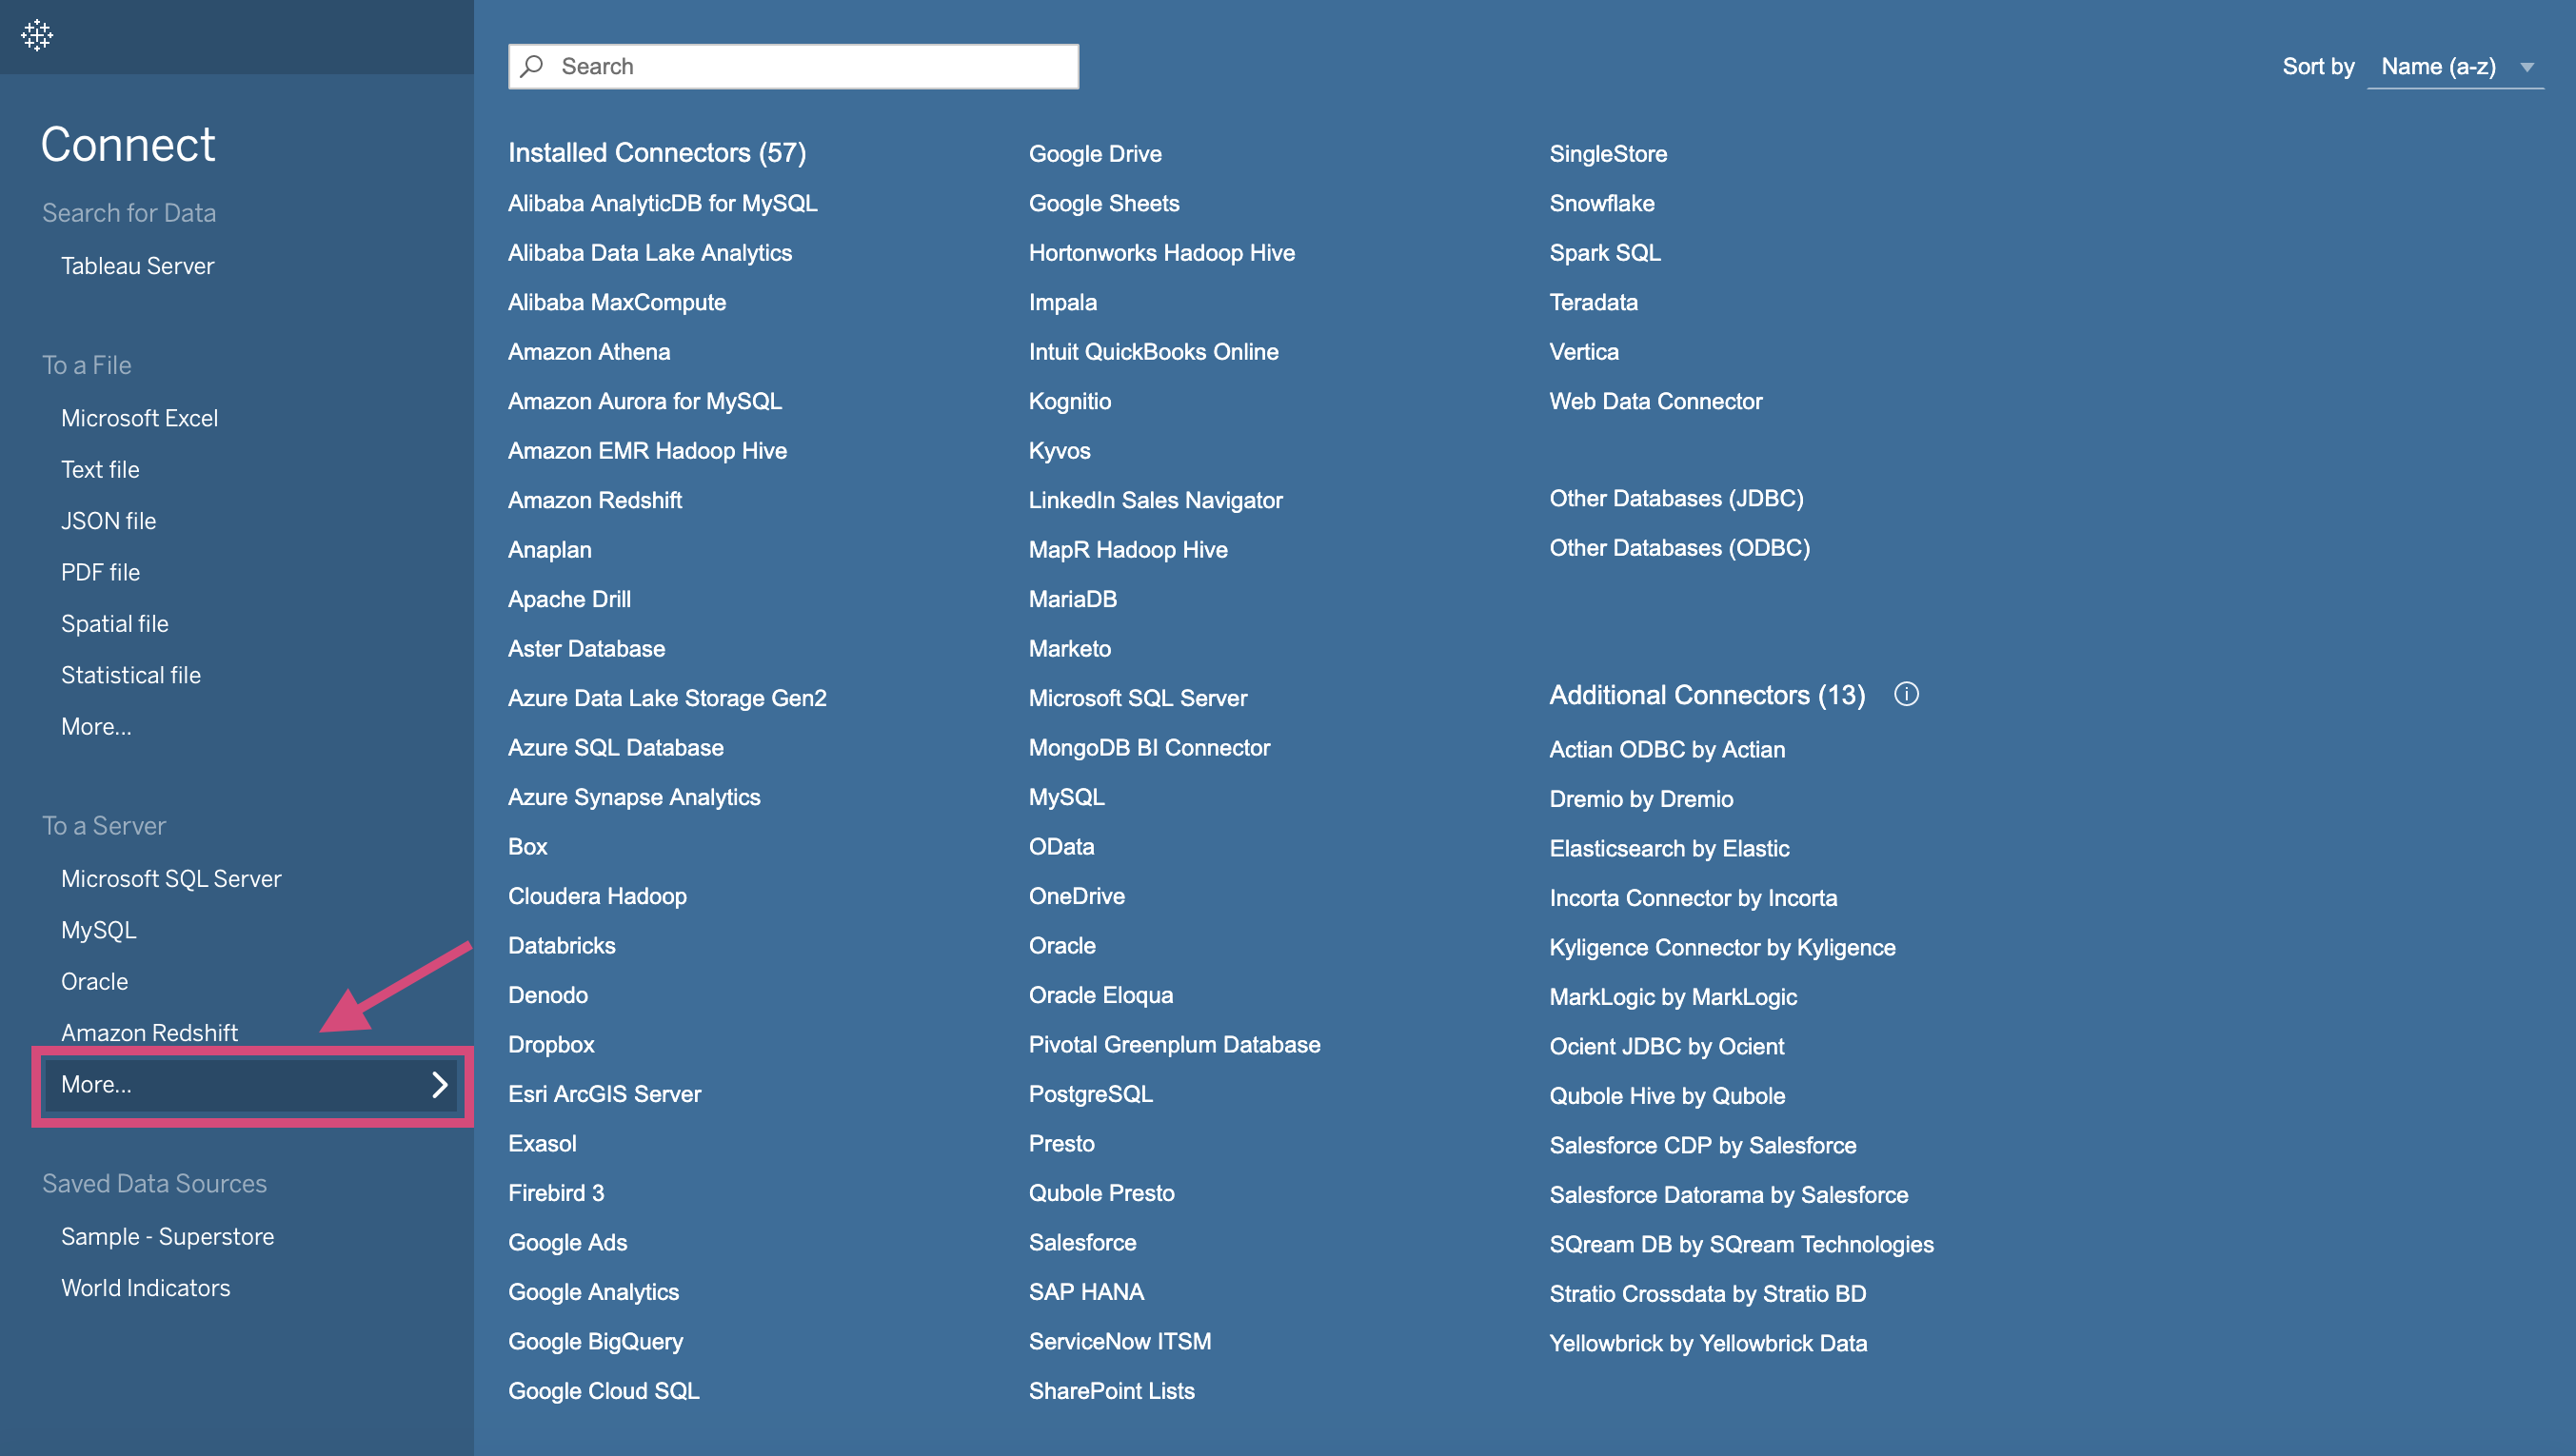 Connect
Search for Data
Tableau Server
To a File
Microsoft Excel
Text file
JSON file
PDF file
Spatial file
Statistical file
More...
To a Server
Microsoft SQL Server
MySQL
Oracle
Amazon Redshift
More...
Saved Data Sources
Sample - Superstore
World Indicators
Search
Sort by Name (a-z)
Installed Connectors (57)
Alibaba AnalyticDB for MySQL
Alibaba Data Lake Analytics
Alibaba MaxCompute
Amazon Athena
Amazon Aurora for MySQL
Amazon EMR Hadoop Hive
Amazon Redshift
Anaplan
Apache Drill
Aster Database
Azure Data Lake Storage Gen2
Azure SQL Database
Azure Synapse Analytics
Box
Cloudera Hadoop
Databricks
Denodo
Dropbox
Esri ArcGIS Server
Exasol
Firebird 3
Google Ads
Google Analytics
Google BigQuery
Google Cloud SQL
Google Drive
Google Sheets
Hortonworks Hadoop Hive
Impala
Intuit QuickBooks Online
Kognitio
Kyvos
LinkedIn Sales Navigator
MapR Hadoop Hive
MariaDB
Marketo
Microsoft SQL Server
MongoDB BI Connector
MySQL
OData
OneDrive
Oracle
Oracle Eloqua
Pivotal Greenplum Database
PostgreSQL
Presto
Qubole Presto
Salesforce
SAP HANA
ServiceNow ITSM
SharePoint Lists
SingleStore
Snowflake
Spark SQL
Teradata
Vertica
Web Data Connector
Other Databases (JDBC)
Other Databases (ODBC)
Additional Connectors (13)
Actian ODBC by Actian
Dremio by Dremio
Elasticsearch by Elastic
Incorta Connector by Incorta
Kyligence Connector by Kyligence
MarkLogic by MarkLogic
Ocient JDBC by Ocient
Qubole Hive by Qubole
Salesforce CDP by Salesforce
Salesforce Datorama by Salesforce
SQream DB by SQream Technologies
Stratio Crossdata by Stratio BD
Yellowbrick by Yellowbrick Data